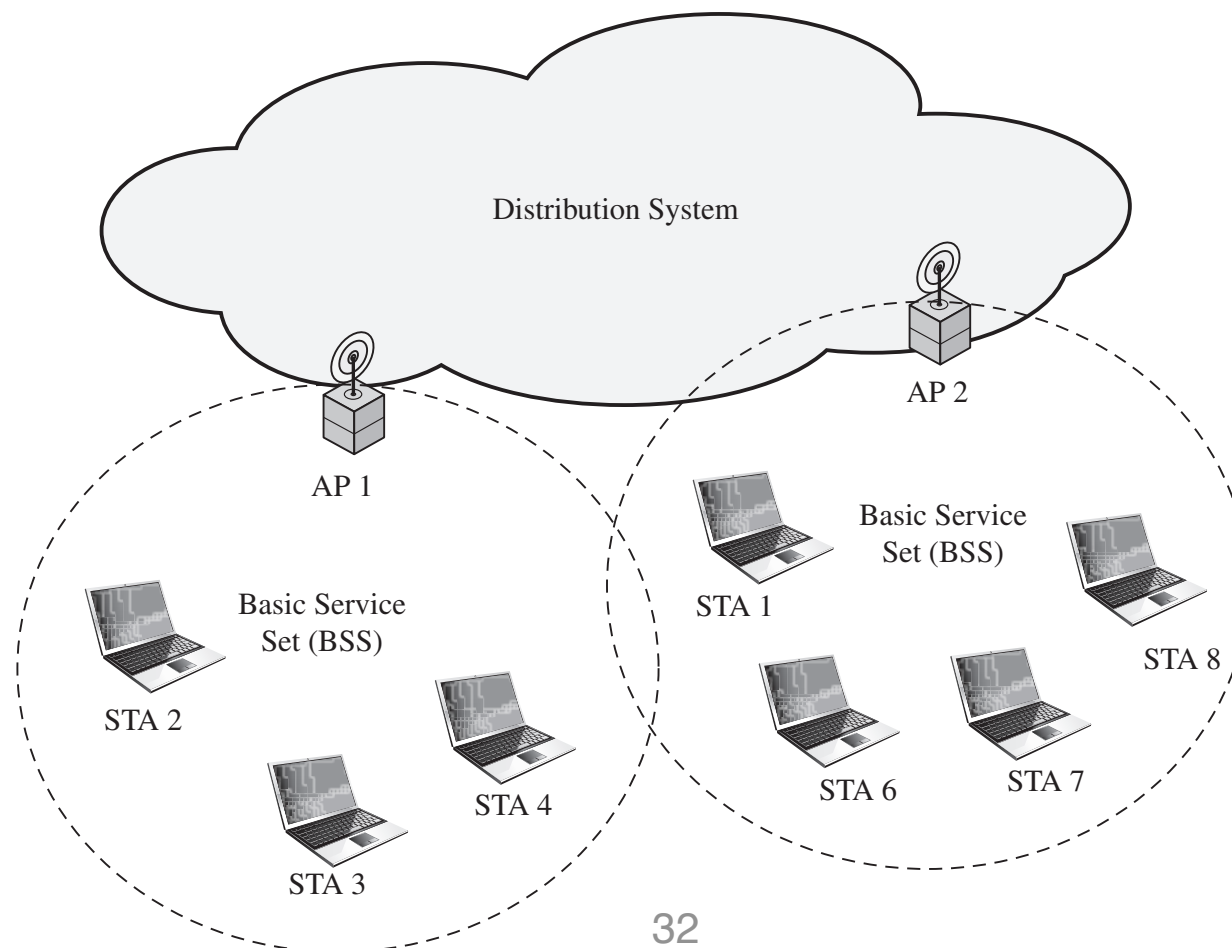 Distribution System
AP 2
AP 1
Basic Service
Set (BSS)
STA 1
STA 8
Basic Service
Set (BSS)
STA 2
STA 6
STA 7
STA 4
STA 3
32